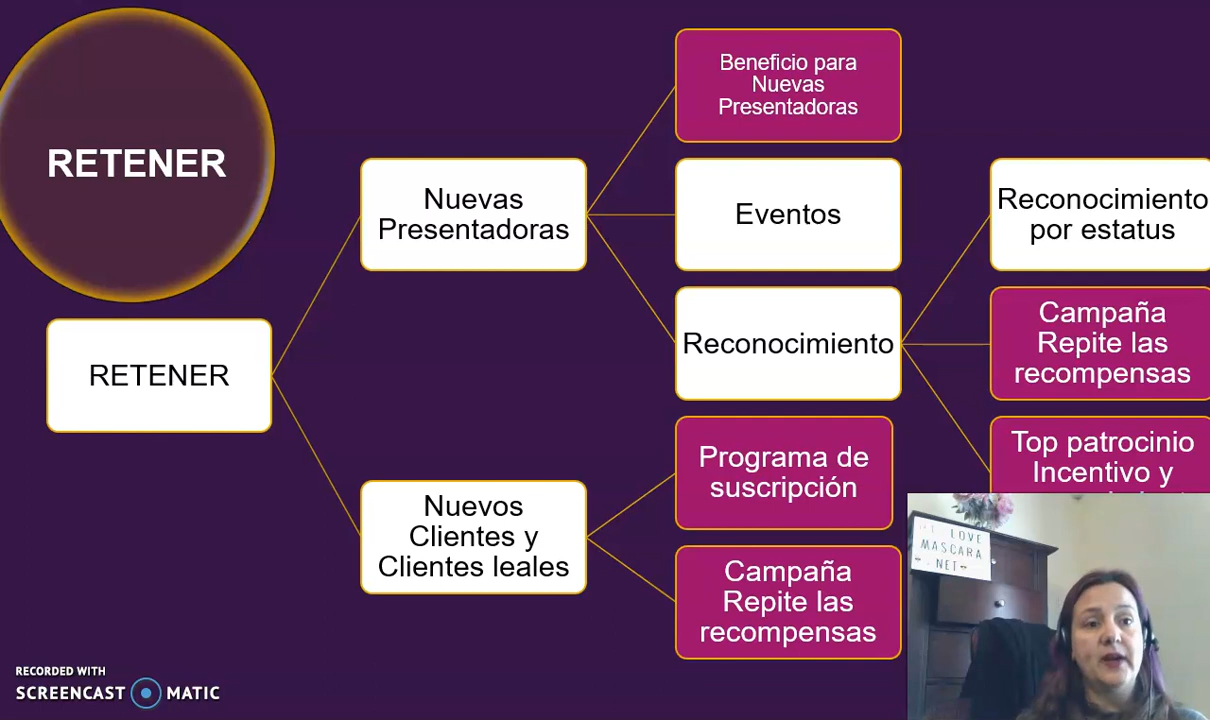 RETENER
RETENER
Nuevas
Presentadoras
Beneficio para
Nuevas
Presentadoras
Eventos
Reconocimiento
Reconocimiento
por estatus
Campaña
Repite las
recompensas
Top patrocinio
Incentivo y
Nuevos
Clientes y
Clientes leales
Programa de
suscripción
Campaña
Repite las
recompensas
LOVE
MASCARA
NET
RECORDED WITH
SCREENCAST MATIC